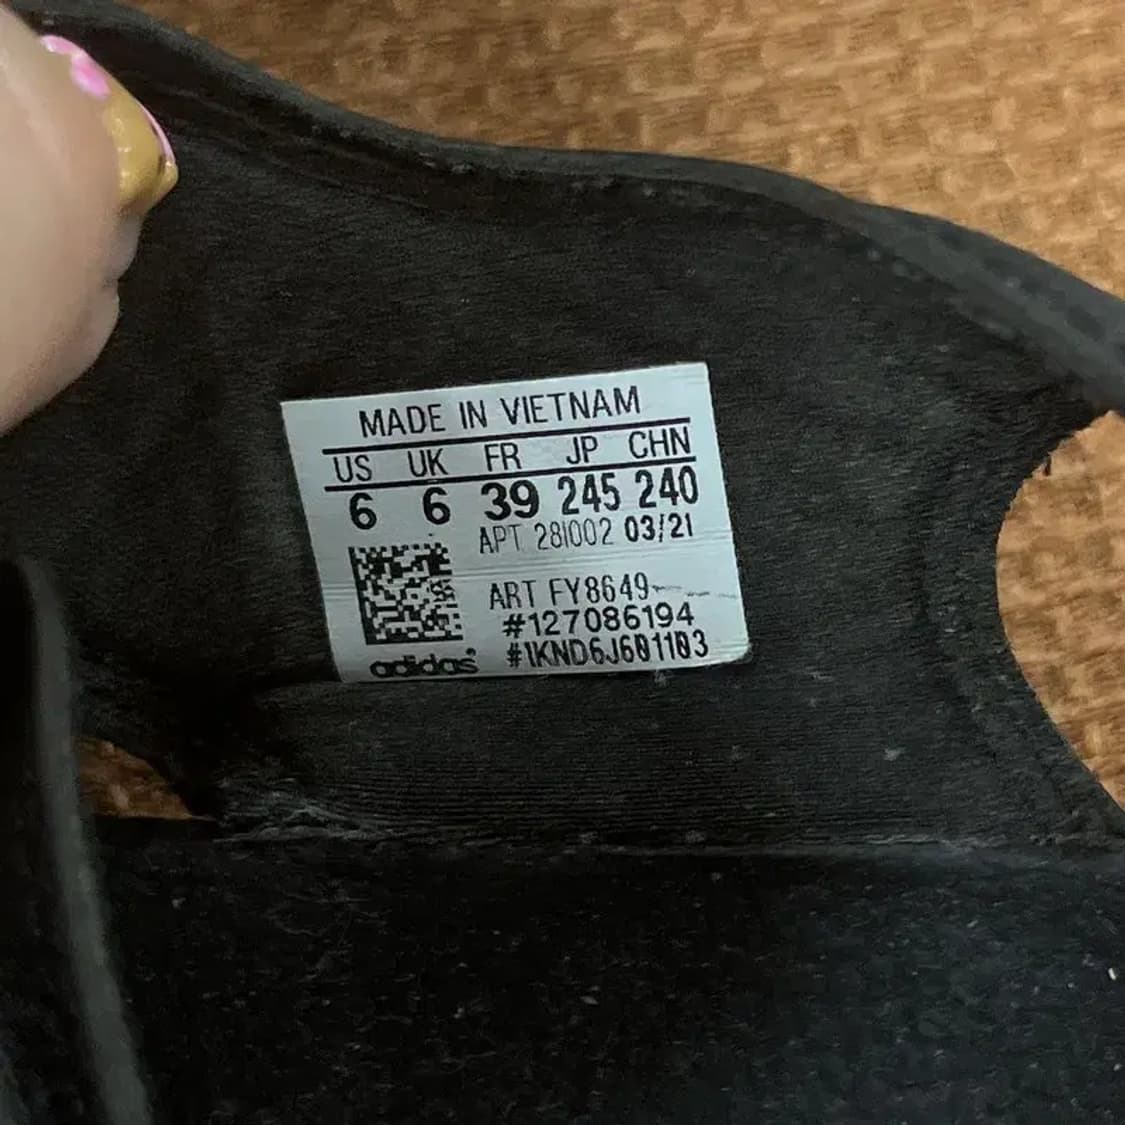 MADE IN VIETNAM
US UK FR JP CHN
6 6 39 245 240
APT 281002 03/21
ART FY8649
#127086194
adidas #1KND6J601103